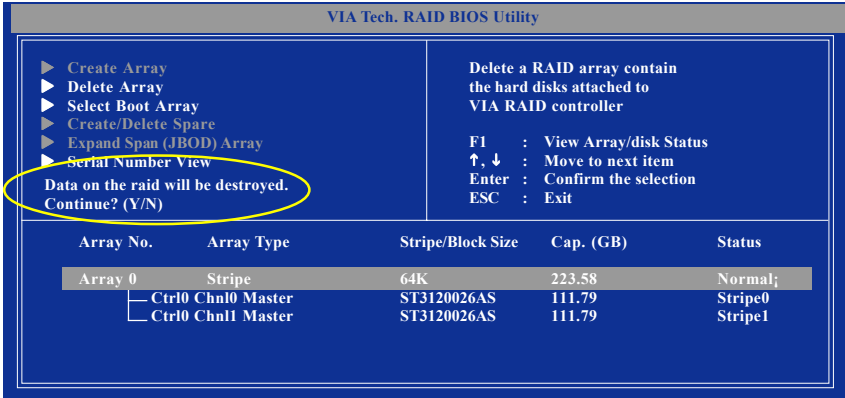 VIA Tech. RAID BIOS Utility
Create Array
Delete Array
Select Boot Array
Create/Delete Spare
Expand Span (JBOD) Array
Serial Number View
Data on the raid will be destroyed.
Continue? (Y/N)
Delete a RAID array contain
the hard disks attached to
VIA RAID controller
F1 : View Array/disk Status
↑, ↓ : Move to next item
Enter : Confirm the selection
ESC : Exit
Array No. Array Type Stripe/Block Size Cap. (GB) Status
Array 0 Stripe 64K 223.58 Normal¡
Ctrl0 Chnl0 Master ST3120026AS 111.79 Stripe0
Ctrl0 Chnl1 Master ST3120026AS 111.79 Stripe1